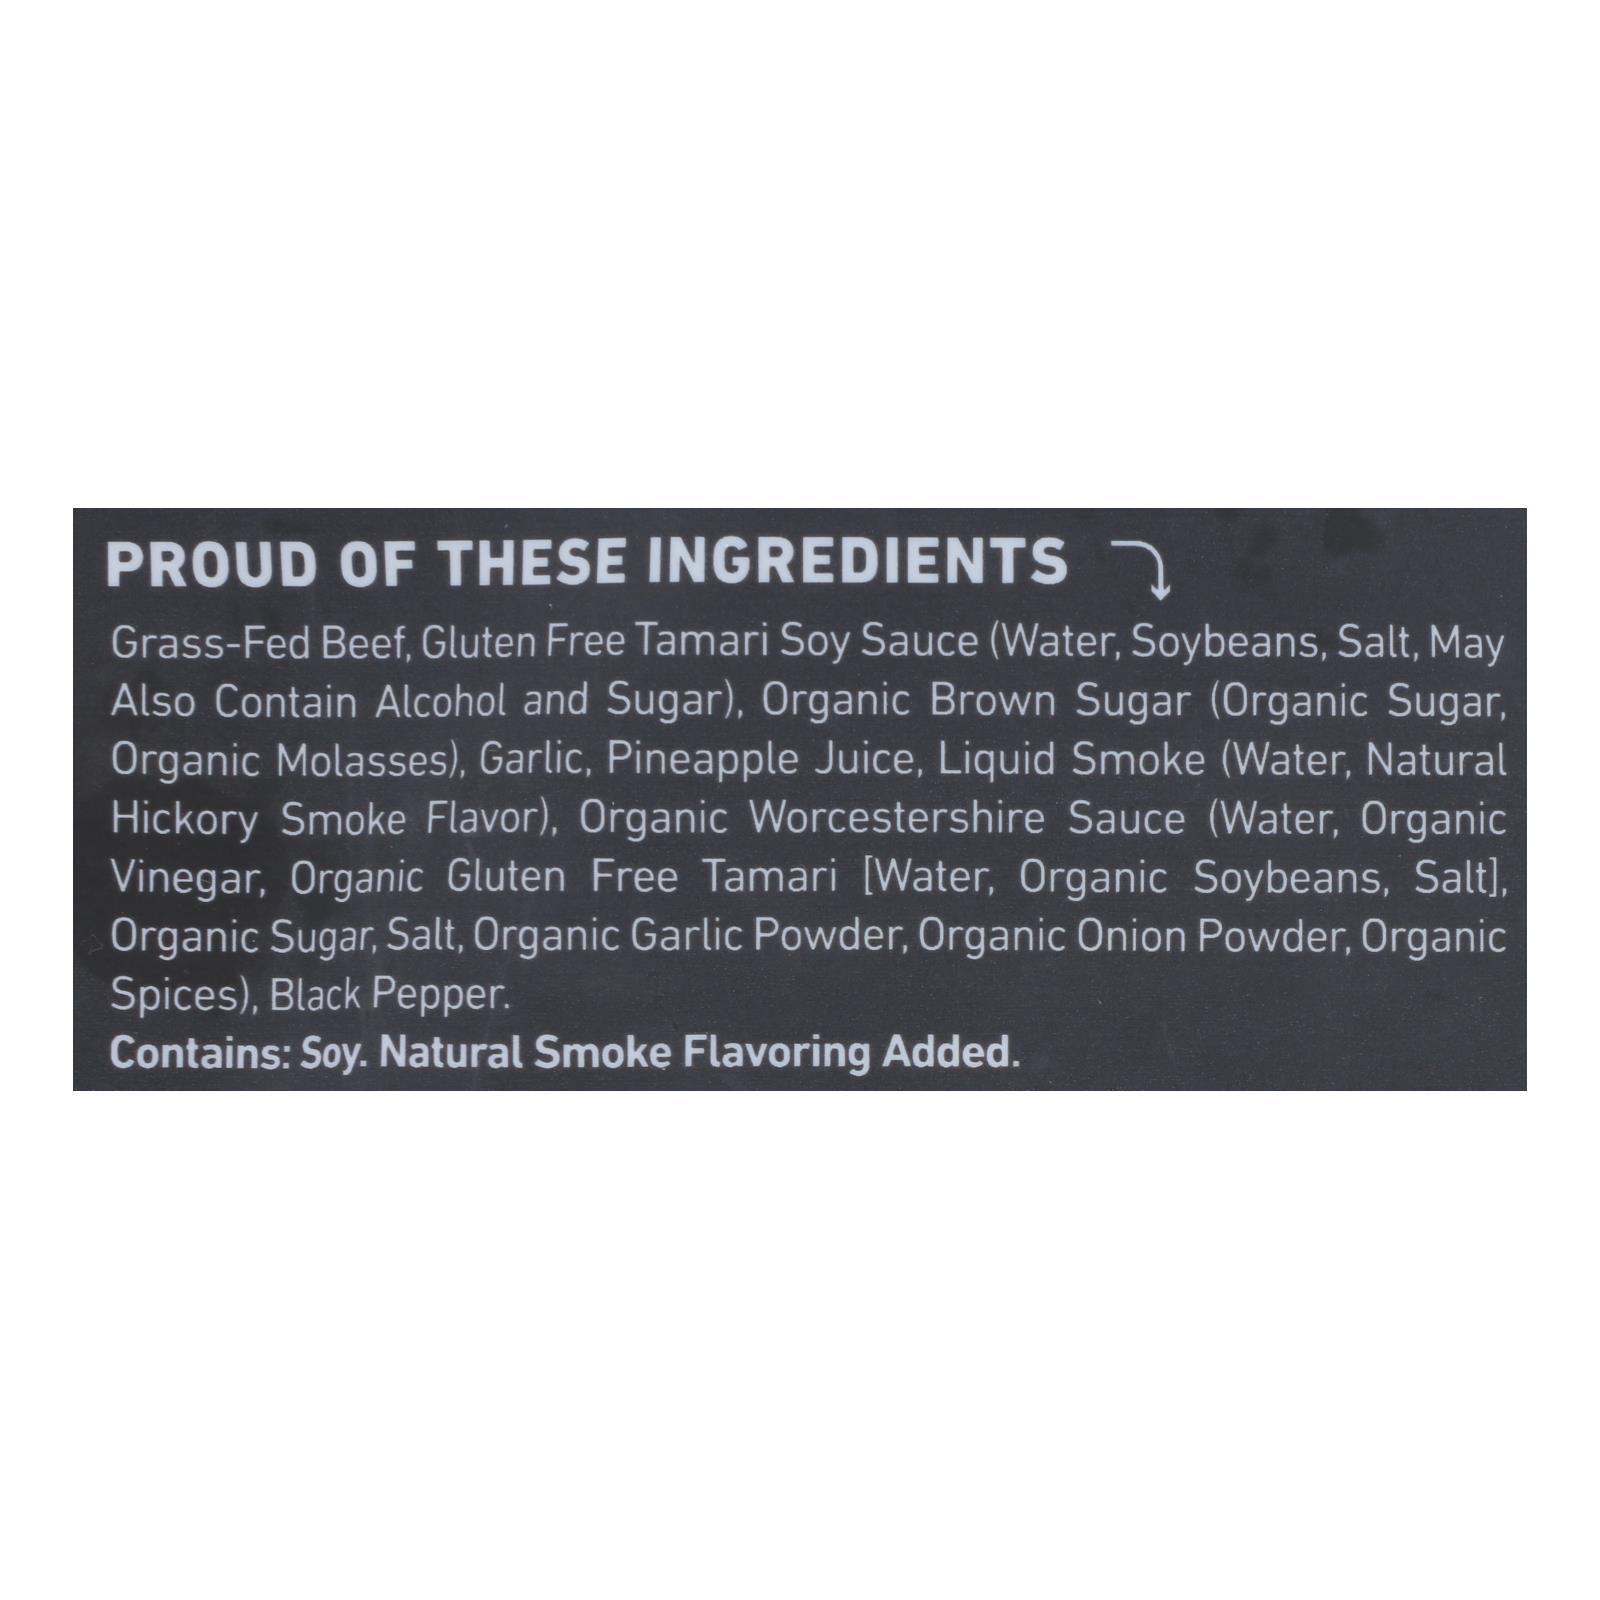 PROUD OF THESE INGREDIENTS
Grass-Fed Beef, Gluten Free Tamari Soy Sauce (Water, Soybeans, Salt, May
Also Contain Alcohol and Sugar), Organic Brown Sugar (Organic Sugar,
Organic Molasses), Garlic, Pineapple Juice, Liquid Smoke (Water, Natural
Hickory Smoke Flavor), Organic Worcestershire Sauce (Water, Organic
Vinegar, Organic Gluten Free Tamari [Water, Organic Soybeans, Salt],
Organic Sugar, Salt, Organic Garlic Powder, Organic Onion Powder, Organic
Spices), Black Pepper.
Contains: Soy. Natural Smoke Flavoring Added.